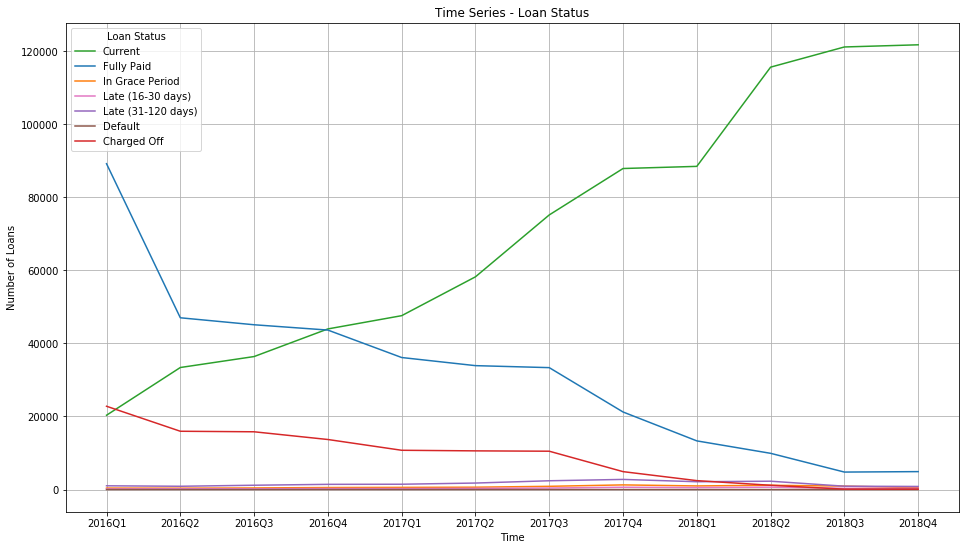 Time Series - Loan Status
Loan Status
Current
Fully Paid
In Grace Period
Late (16-30 days)
Late (31-120 days)
Default
Charged Off
Number of Loans
120000
100000
80000
60000
40000
20000
0
2016Q1 2016Q2 2016Q3 2016Q4 2017Q1 2017Q2 2017Q3 2017Q4 2018Q1 2018Q2 2018Q3 2018Q4
Time